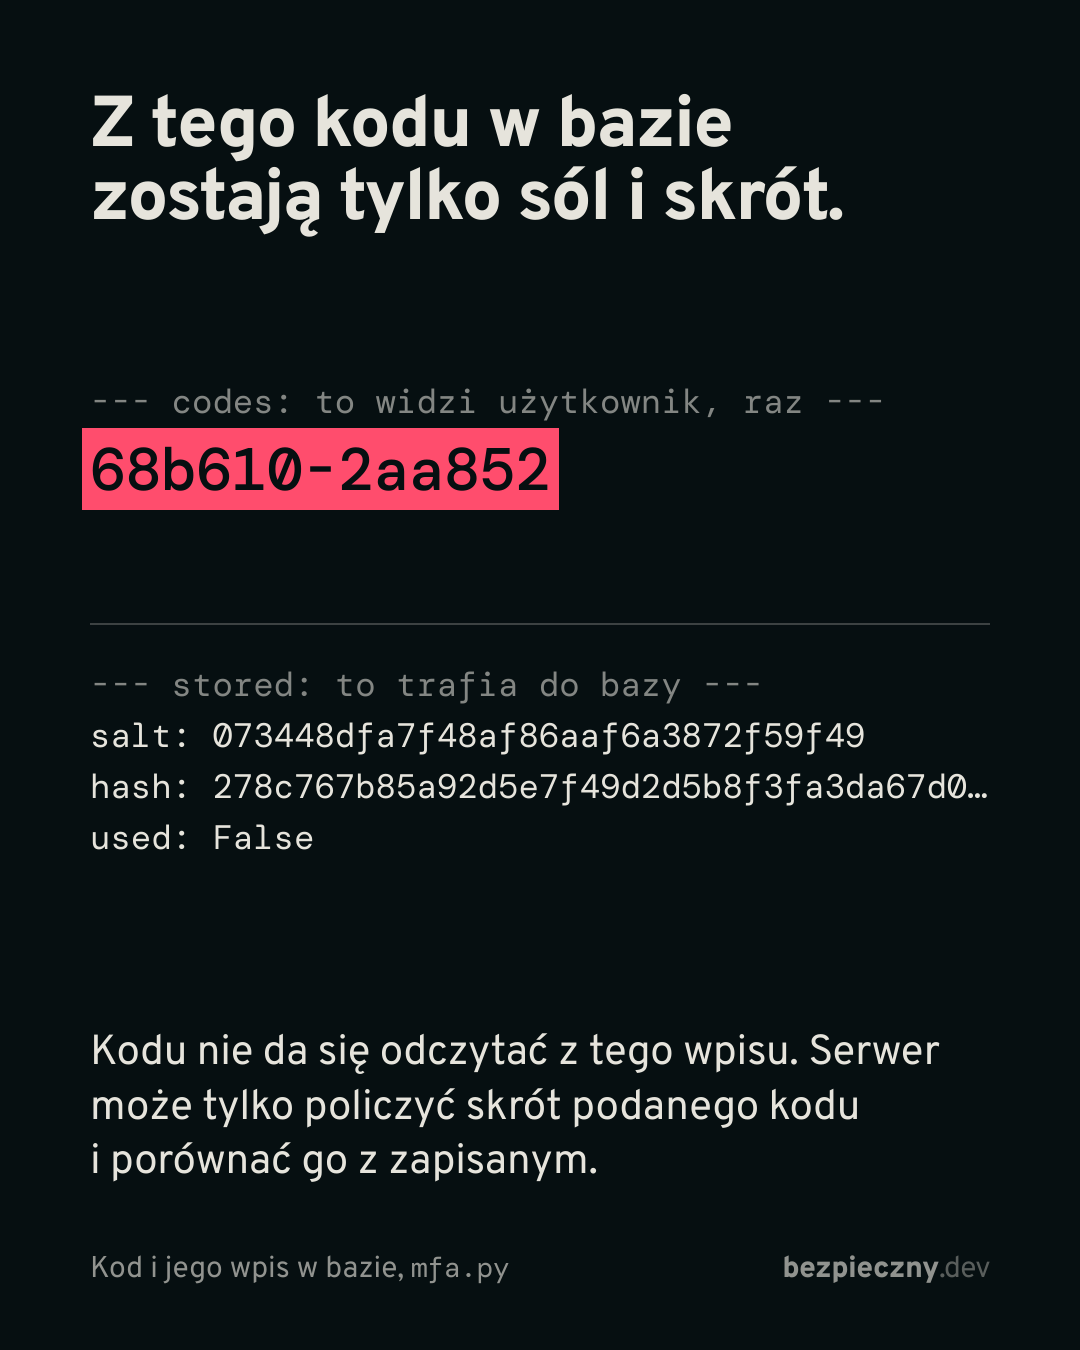 Z tego kodu w bazie
zostają tylko sól i skrót.
--- codes: to widzi użytkownik, raz ---
68b610-2aa852
--- stored: to trafia do bazy ---
salt: 073448dfa7f48af86aaf6a3872f59f49
hash: 278c767b85a92d5e7f49d2d5b8f3fa3da67d0…
used: False
Kodu nie da się odczytać z tego wpisu. Serwer
może tylko policzyć skrót podanego kodu
i porównać go z zapisanym.
Kod i jego wpis w bazie, mfa.py
bezpieczny.dev